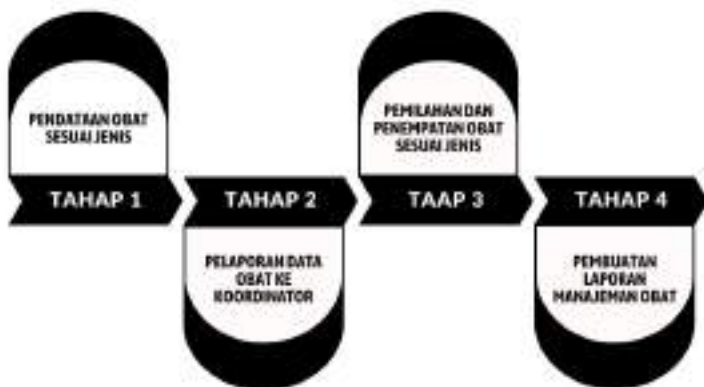 PENDATAAN OBAT
SESUAI JENIS
TAHAP 1
TAHAP 2
PELAPORAN DATA
OBAT KE
KOORDINATOR
PEMILAHAN DAN
PENEMPATAN OBAT
SESUAI JENIS
TAAP 3
TAHAP 4
PEMBUATAN
LAPORAN
MANAJEMAN OBAT